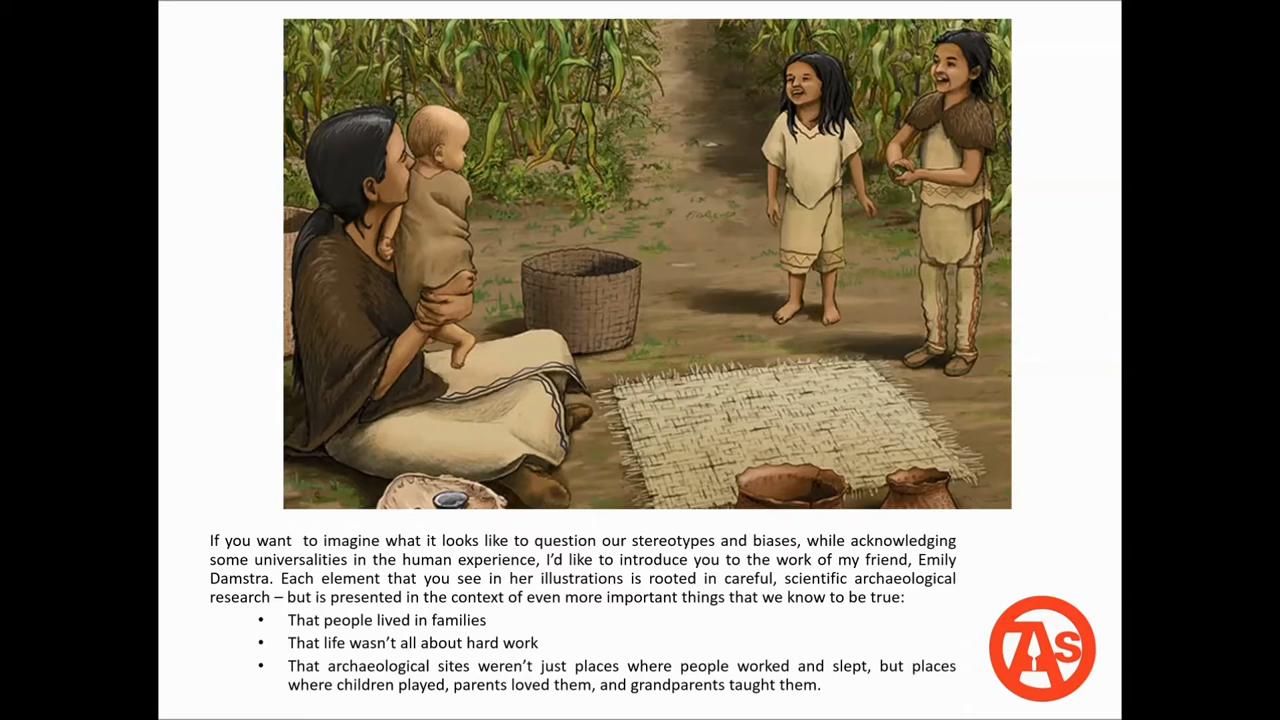 If you want to imagine what it looks like to question our stereotypes and biases, while acknowledging
some universalities in the human experience, I’d like to introduce you to the work of my friend, Emily
Damstra. Each element that you see in her illustrations is rooted in careful, scientific archaeological
research – but is presented in the context of even more important things that we know to be true:
• That people lived in families
• That life wasn’t all about hard work
• That archaeological sites weren’t just places where people worked and slept, but places
where children played, parents loved them, and grandparents taught them.
7As